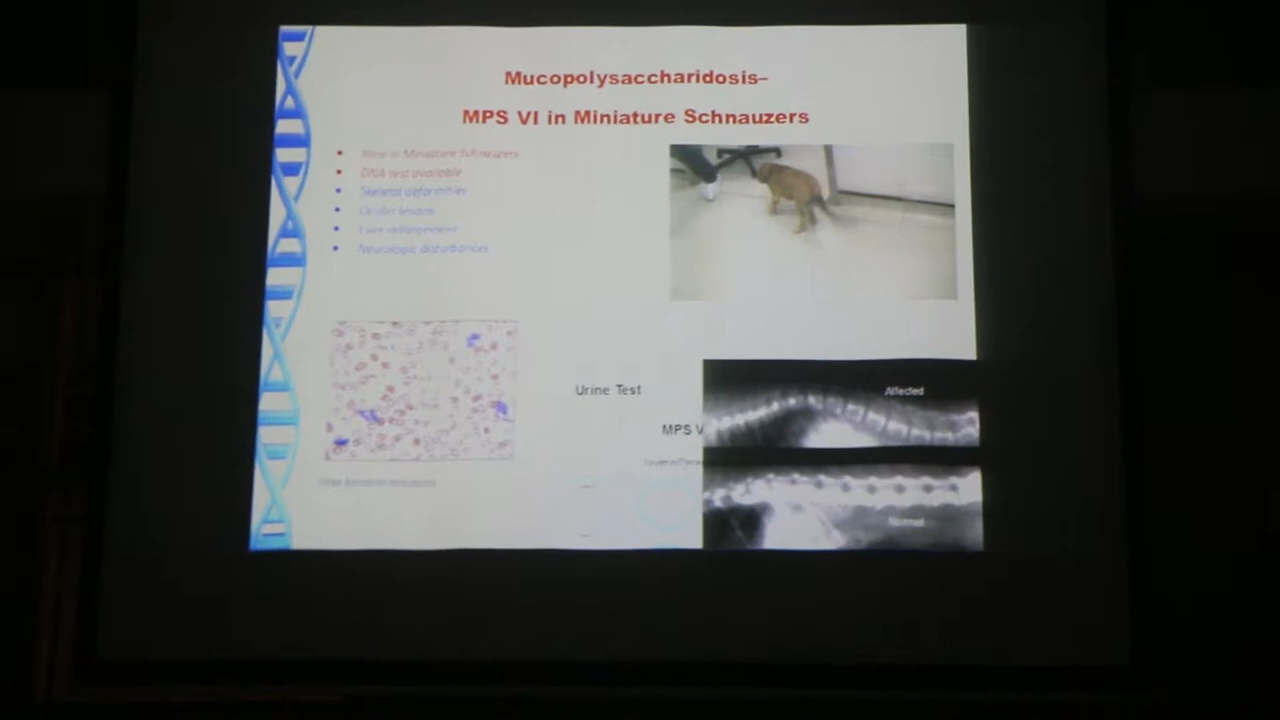 Mucopolysaccharidosis–
MPS VI in Miniature Schnauzers
in Miniature Schnauzers
DNA test available
Skeletal deformities
Ocular lesions
Liver enlargement
Neurologic disturbances
Urine Test
MPS V
Affected
Normal